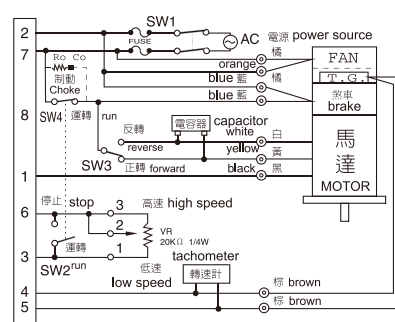 SW1
2
FUSE
AC
電源 power source
7
橘
FAN
Ro Co
orange
T.G.
制動
blue 藍
橘
Choke
blue 藍
煞車
brake
SW4 運轉
run
電容器
capacitor
8
反轉
white
白
reverse
yellow
黃
馬
SW3
正轉 forward
black
黑
達
1
MOTOR
停止 stop
3
高速 high speed
6
2
VR
20KΩ 1/4W
運轉
1
3
低速
tachometer
SW2 run
low speed
轉速計
4
棕 brown
5
棕 brown